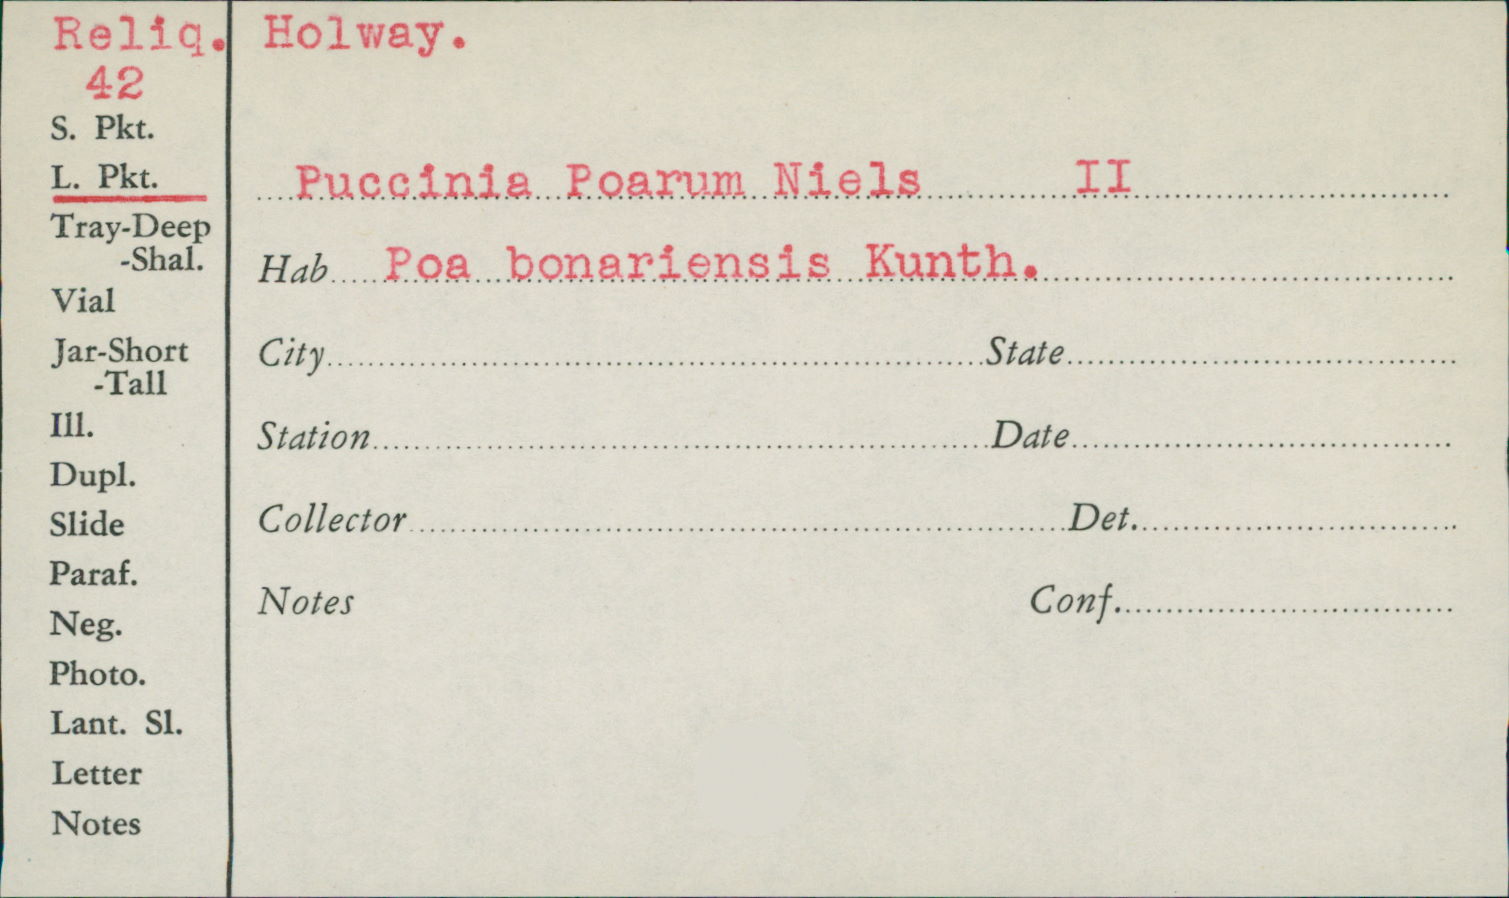 Reliq. Holway.
42
S. Pkt.
L. Pkt.
Puccinia Poarum Niels II
Tray-Deep
-Shal.
Hab Poa bonariensis Kunth.
Vial
Jar-Short
-Tall
City State
Ill.
Station Date
Dupl.
Slide
Collector Det.
Paraf.
Notes Conf.
Neg.
Photo.
Lant. Sl.
Letter
Notes